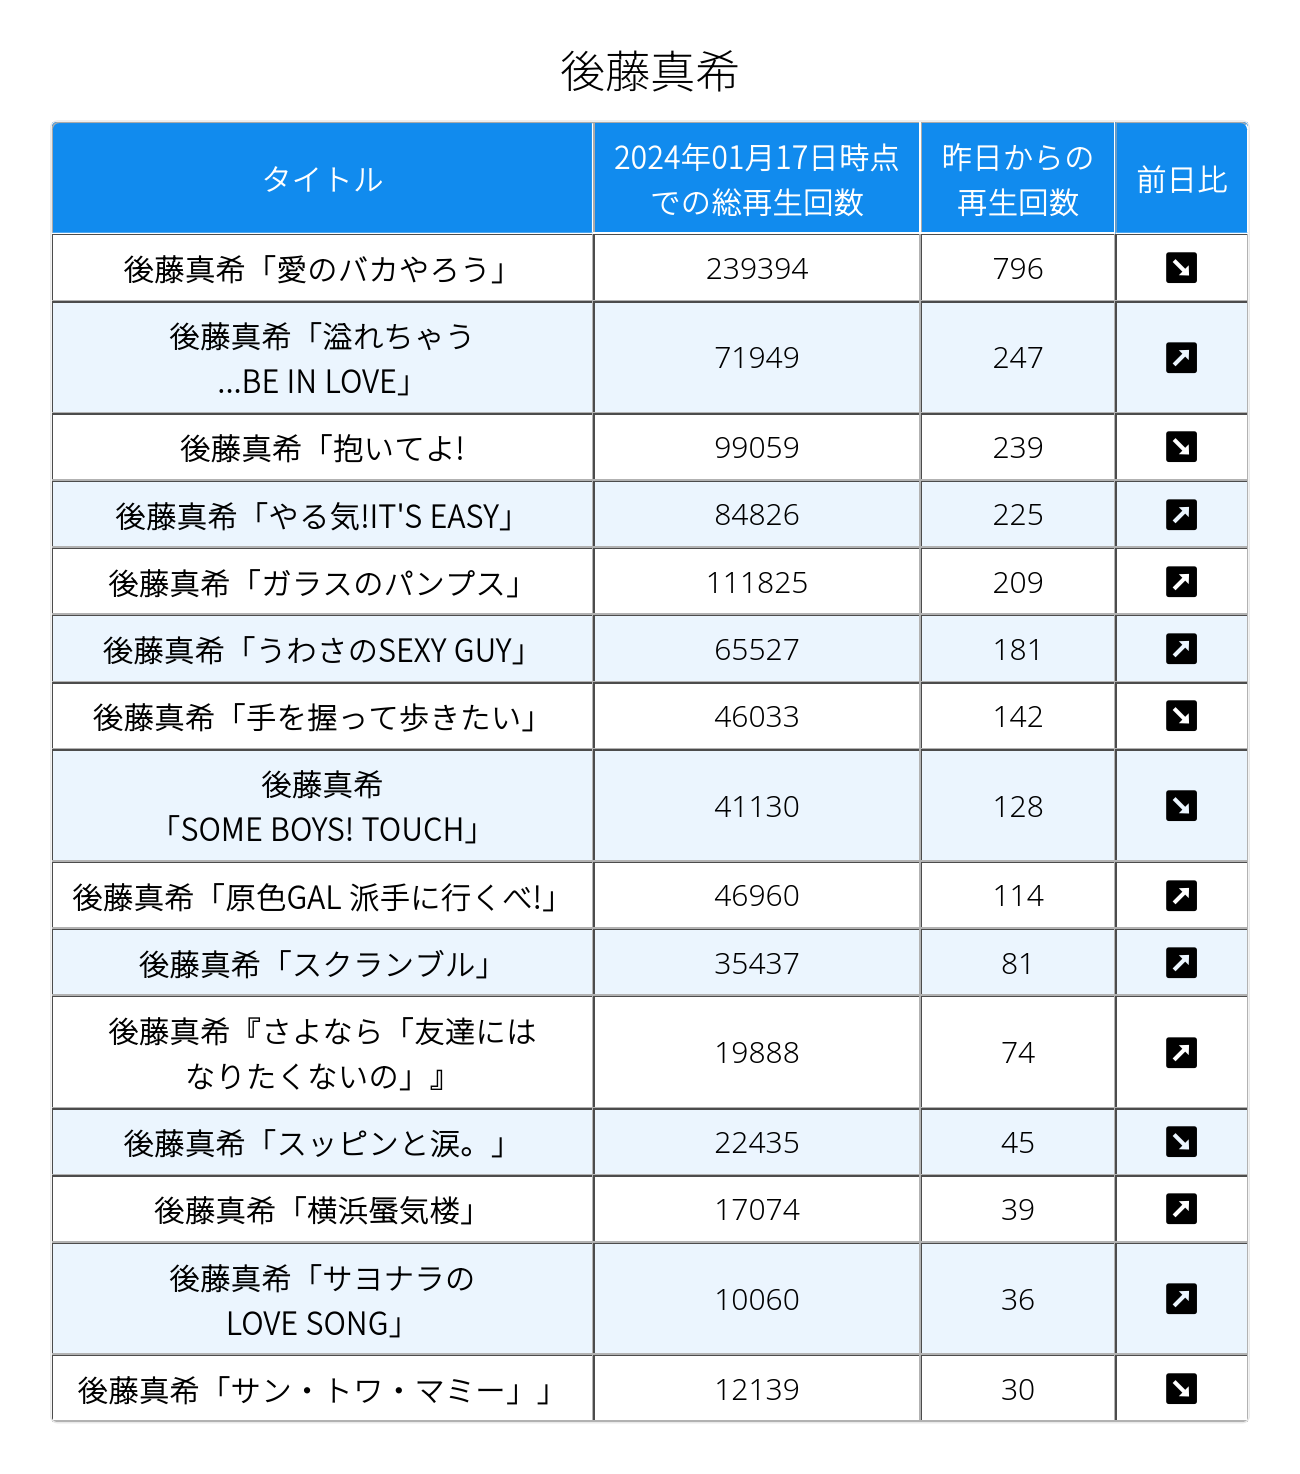 後藤真希
タイトル
2024年01月17日時点
での総再生回数
昨日からの
再生回数
前日比
後藤真希「愛のバカやろう」
239394
796
後藤真希「溢れちゃう
...BE IN LOVE」
71949
247
後藤真希「抱いてよ!
99059
239
後藤真希「やる気!IT'S EASY」
84826
225
後藤真希「ガラスのパンプス」
111825
209
後藤真希「うわさのSEXY GUY」
65527
181
後藤真希「手を握って歩きたい」
46033
142
後藤真希
「SOME BOYS! TOUCH」
41130
128
後藤真希「原色GAL 派手に行くべ!」
46960
114
後藤真希「スクランブル」
35437
81
後藤真希『さよなら「友達には
なりたくないの」』
19888
74
後藤真希「スッピンと涙。」
22435
45
後藤真希「横浜蜃気楼」
17074
39
後藤真希「サヨナラの
LOVE SONG」
10060
36
後藤真希「サン・トワ・マミー」」
12139
30